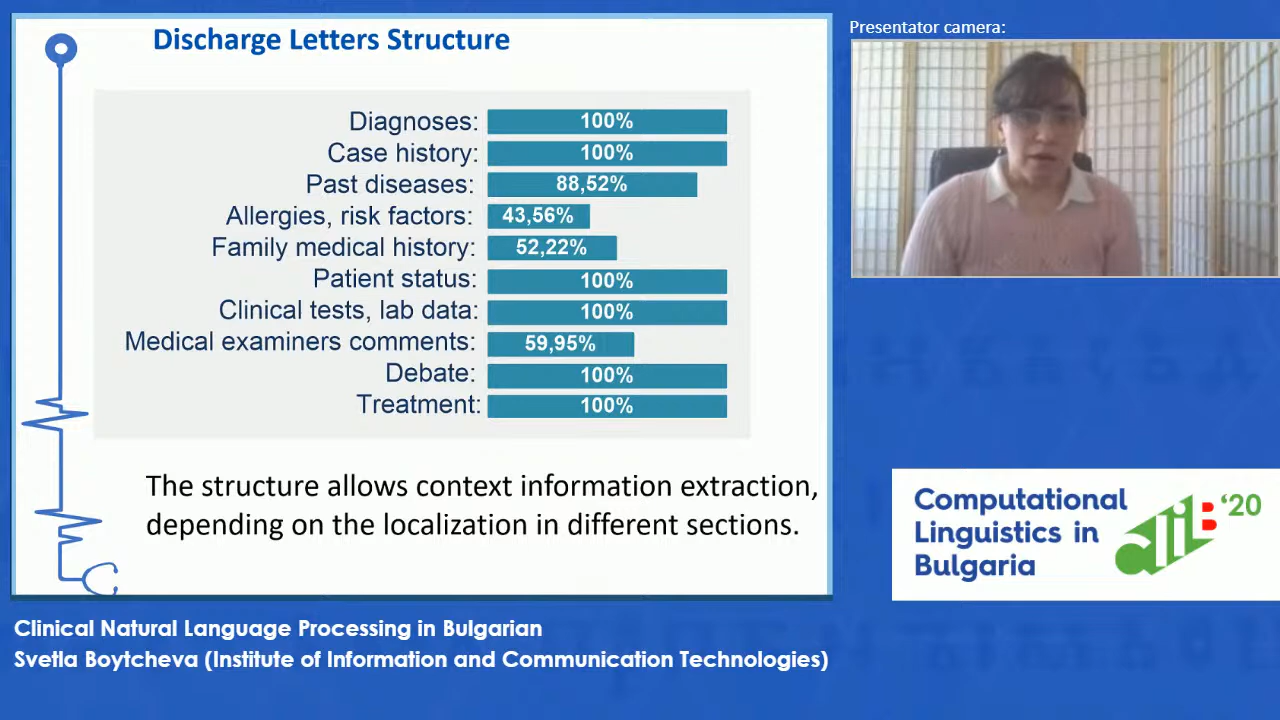 Discharge Letters Structure
Presentator camera:
Diagnoses: 100%
Case history: 100%
Past diseases: 88,52%
Allergies, risk factors: 43,56%
Family medical history: 52,22%
Patient status: 100%
Clinical tests, lab data: 100%
Medical examiners comments: 59,95%
Debate: 100%
Treatment: 100%
The structure allows context information extraction,
depending on the localization in different sections.
Computational
Linguistics in
Bulgaria
clib '20
Clinical Natural Language Processing in Bulgarian
Svetla Boytcheva (Institute of Information and Communication Technologies)